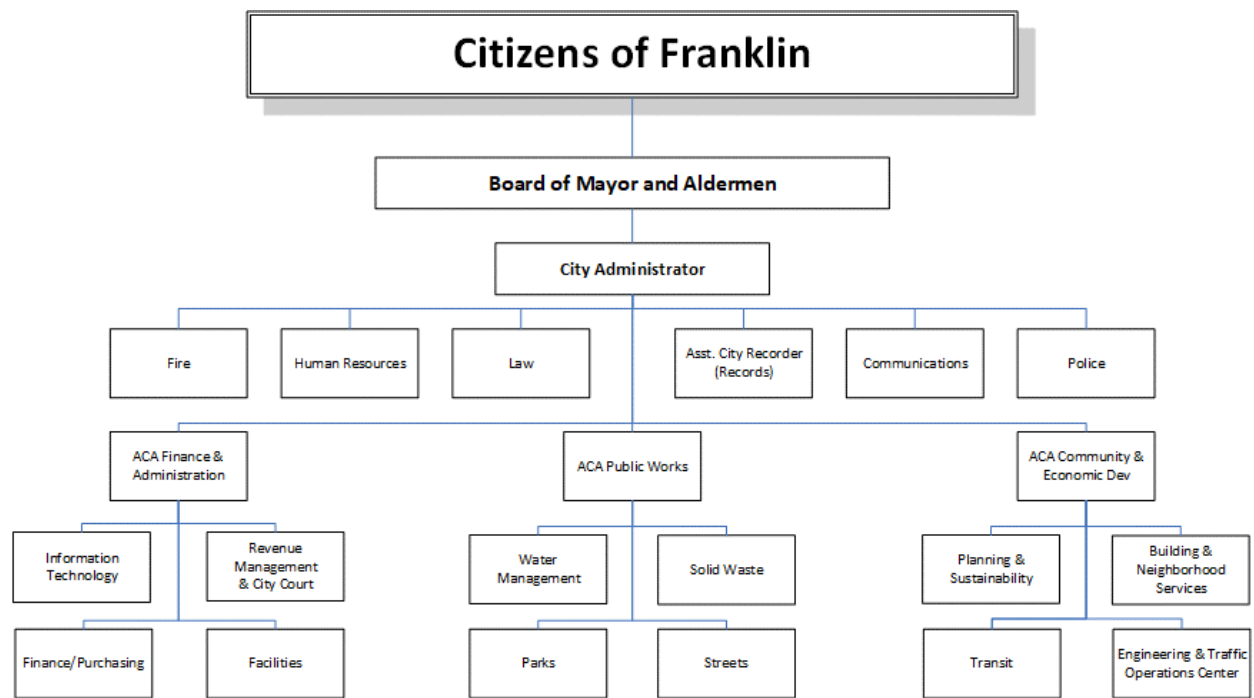 Citizens of Franklin
Board of Mayor and Aldermen
City Administrator
Fire
Human Resources
Law
Asst. City Recorder
(Records)
Communications
Police
ACA Finance &
Administration
ACA Public Works
ACA Community &
Economic Dev
Information
Technology
Revenue
Management
& City Court
Water
Management
Solid Waste
Planning &
Sustainability
Building &
Neighborhood
Services
Finance/Purchasing
Facilities
Parks
Streets
Transit
Engineering & Traffic
Operations Center